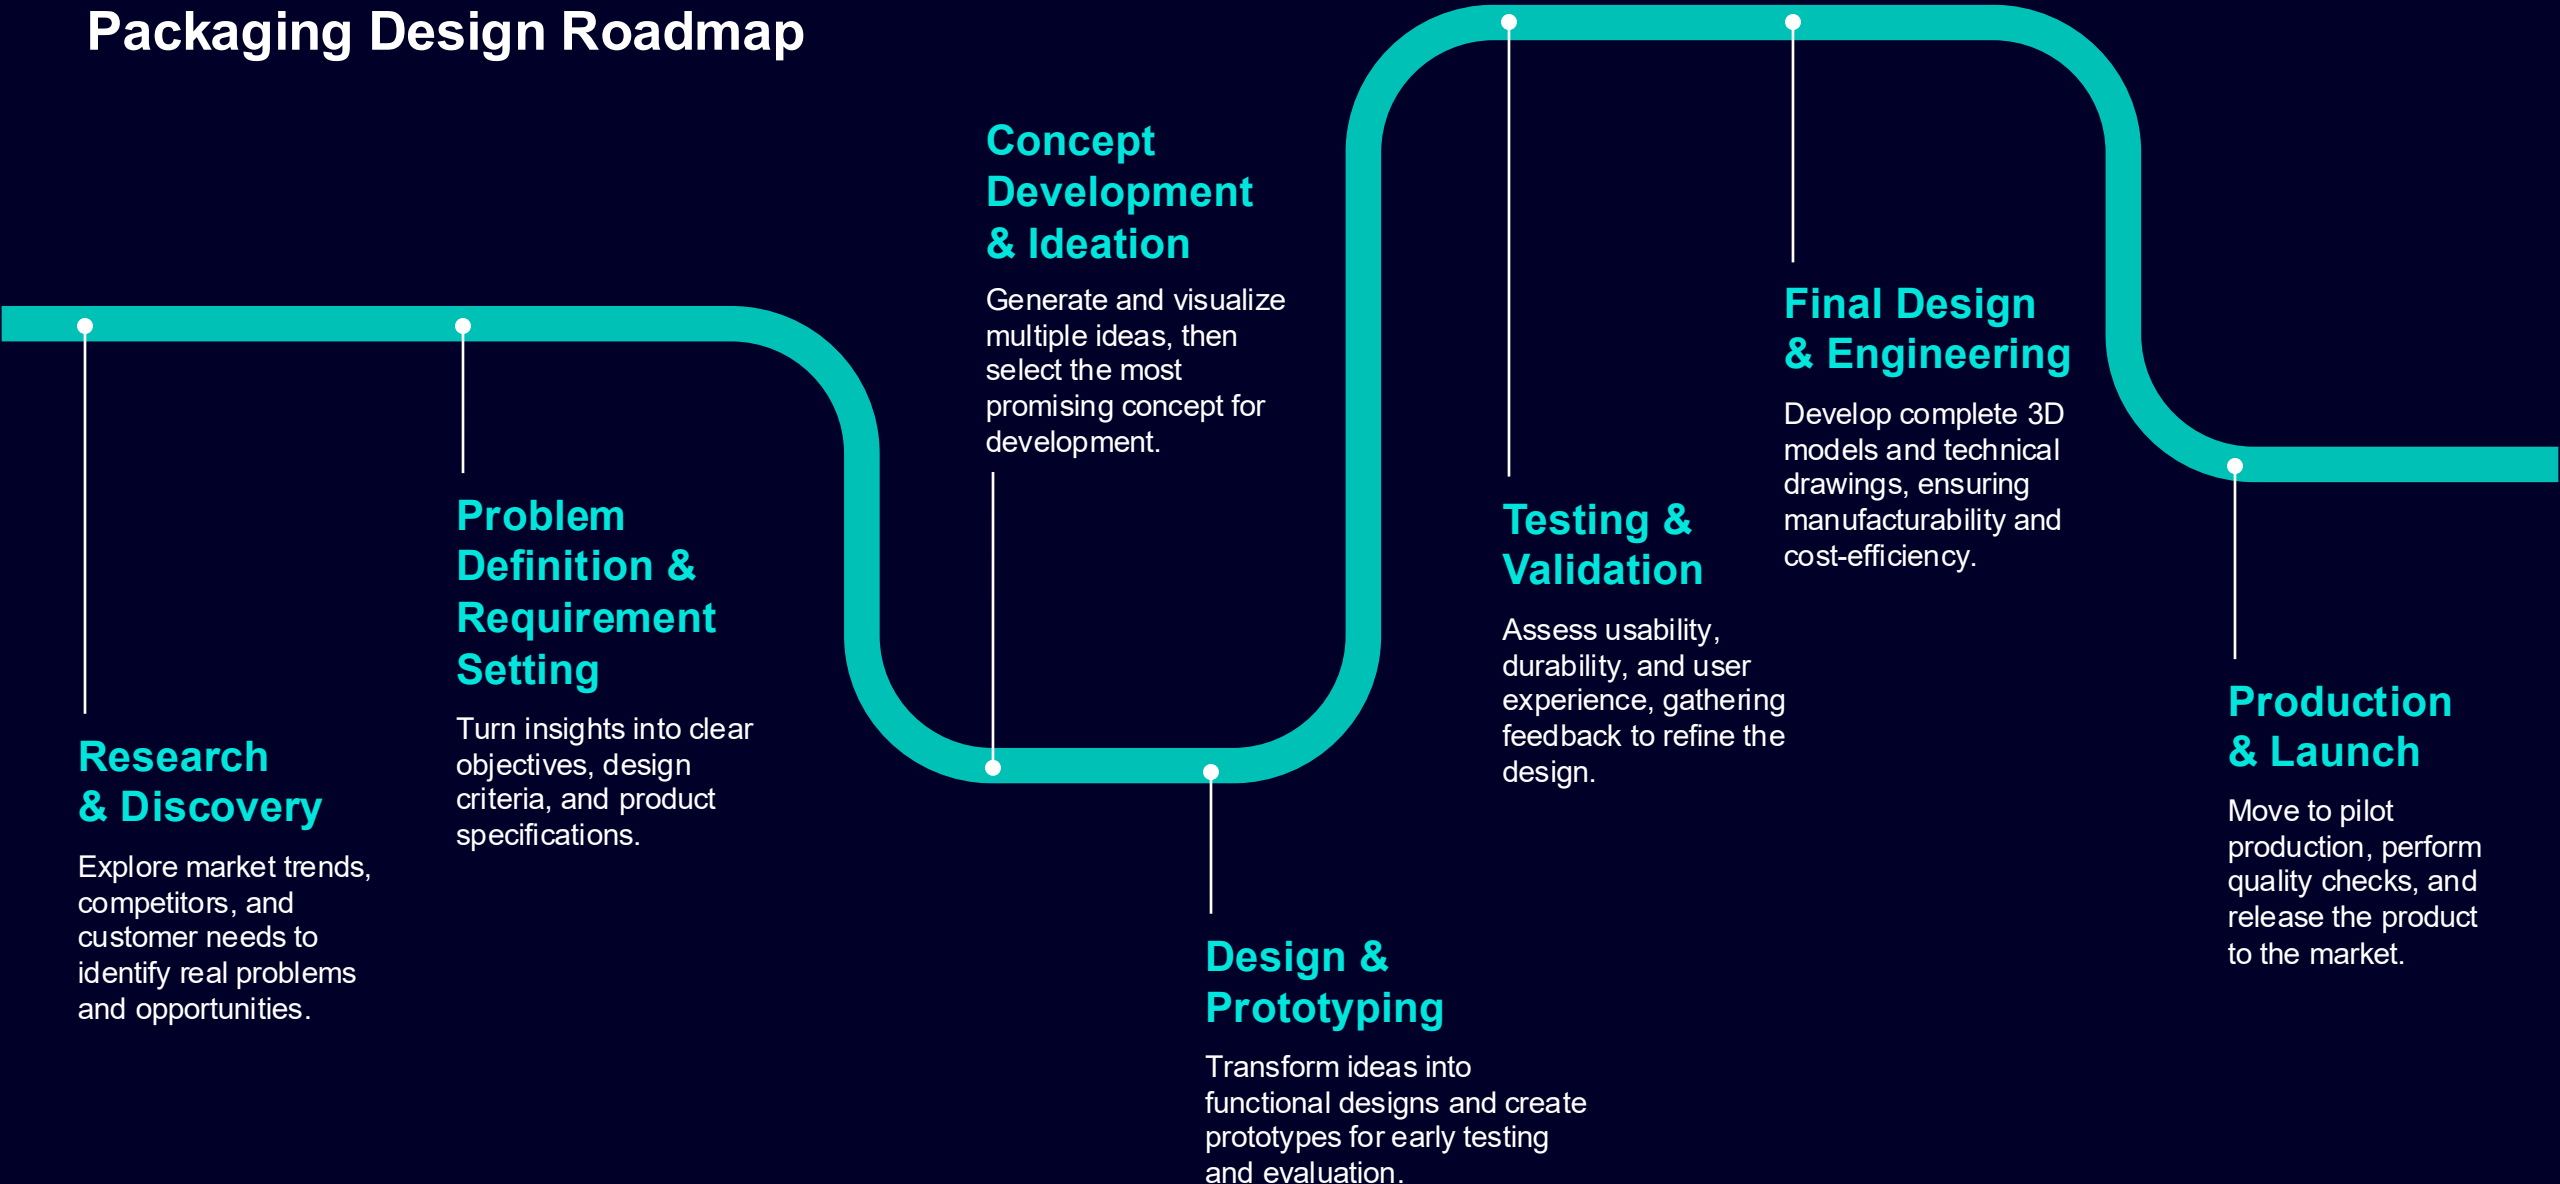 Packaging Design Roadmap
Research
& Discovery
Explore market trends,
competitors, and
customer needs to
identify real problems
and opportunities.
Problem
Definition &
Requirement
Setting
Turn insights into clear
objectives, design
criteria, and product
specifications.
Concept
Development
& Ideation
Generate and visualize
multiple ideas, then
select the most
promising concept for
development.
Design &
Prototyping
Transform ideas into
functional designs and create
prototypes for early testing
and evaluation.
Testing &
Validation
Assess usability,
durability, and user
experience, gathering
feedback to refine the
design.
Final Design
& Engineering
Develop complete 3D
models and technical
drawings, ensuring
manufacturability and
cost-efficiency.
Production
& Launch
Move to pilot
production, perform
quality checks, and
release the product
to the market.